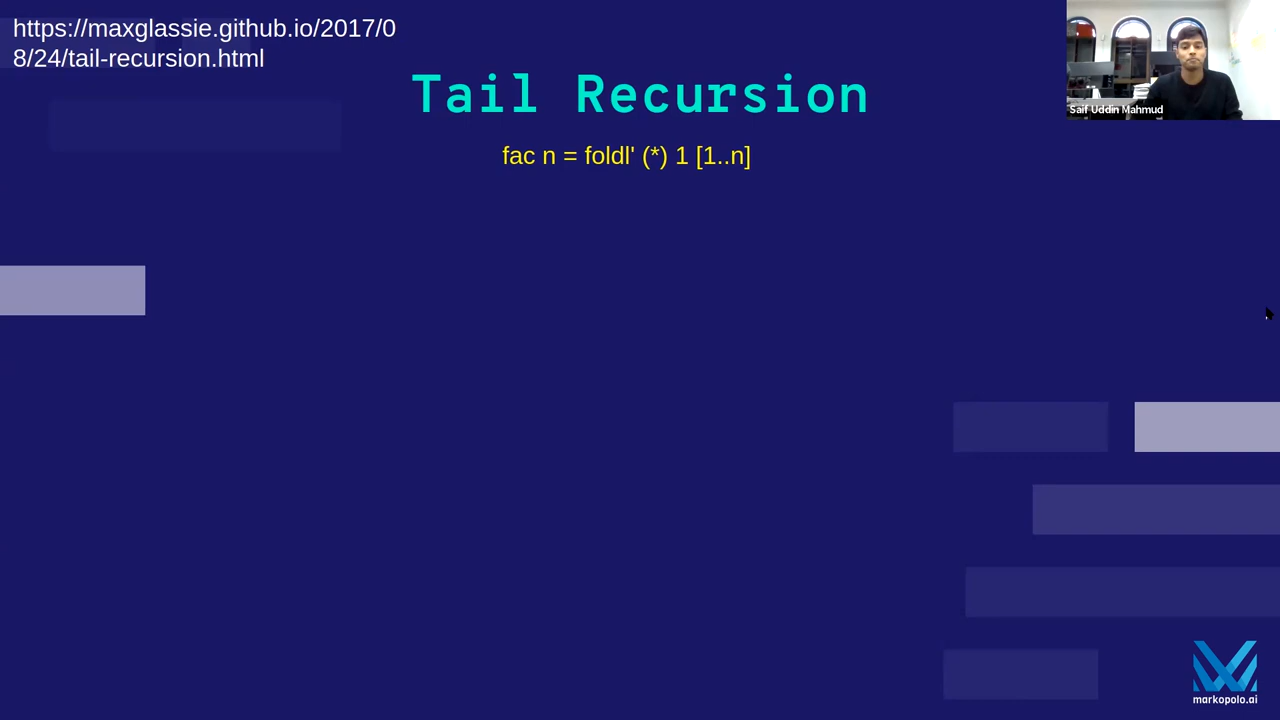 https://maxglassie.github.io/2017/0
8/24/tail-recursion.html
Tail Recursion
fac n = foldl' (*) 1 [1..n]
Saif Uddin Mahmud
markopolo.ai